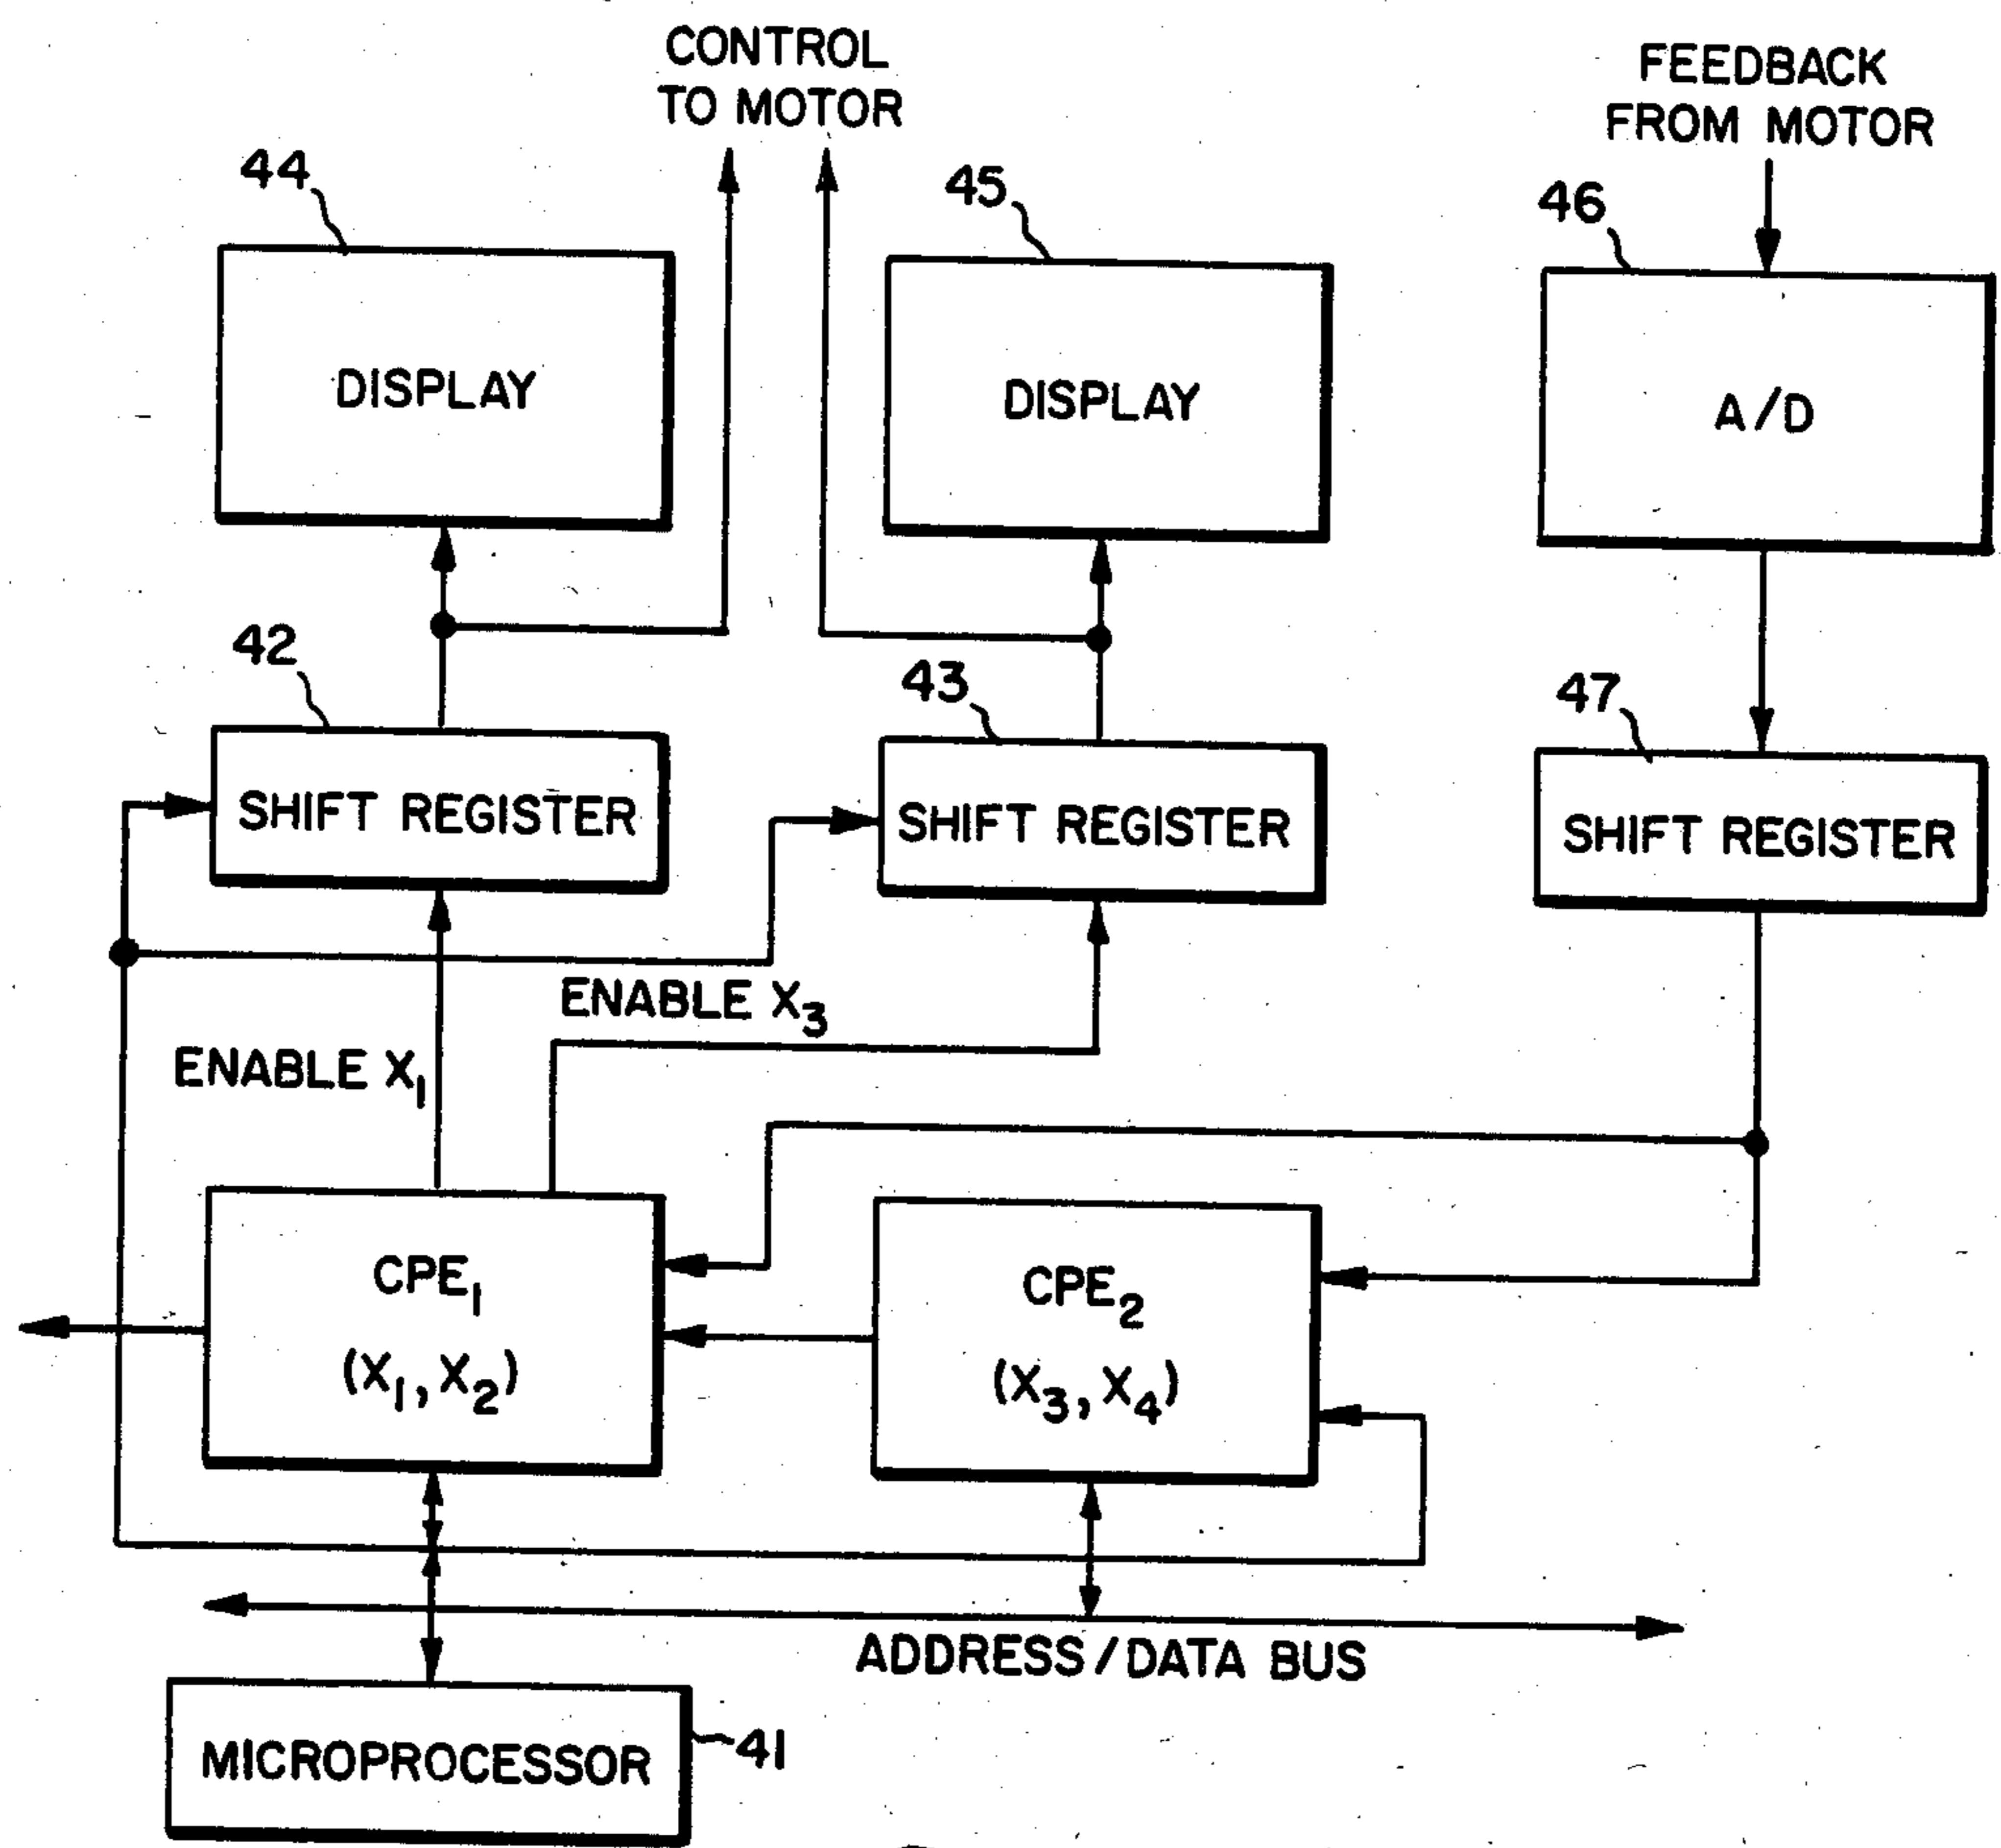 CONTROL
TO MOTOR
FEEDBACK
FROM MOTOR
44
45
46
DISPLAY
DISPLAY
A/D
42
43
47
SHIFT REGISTER
SHIFT REGISTER
SHIFT REGISTER
ENABLE X₃
ENABLE X₁
CPE₁
(X₁, X₂)
CPE₂
(X₃, X₄)
ADDRESS/DATA BUS
MICROPROCESSOR
41